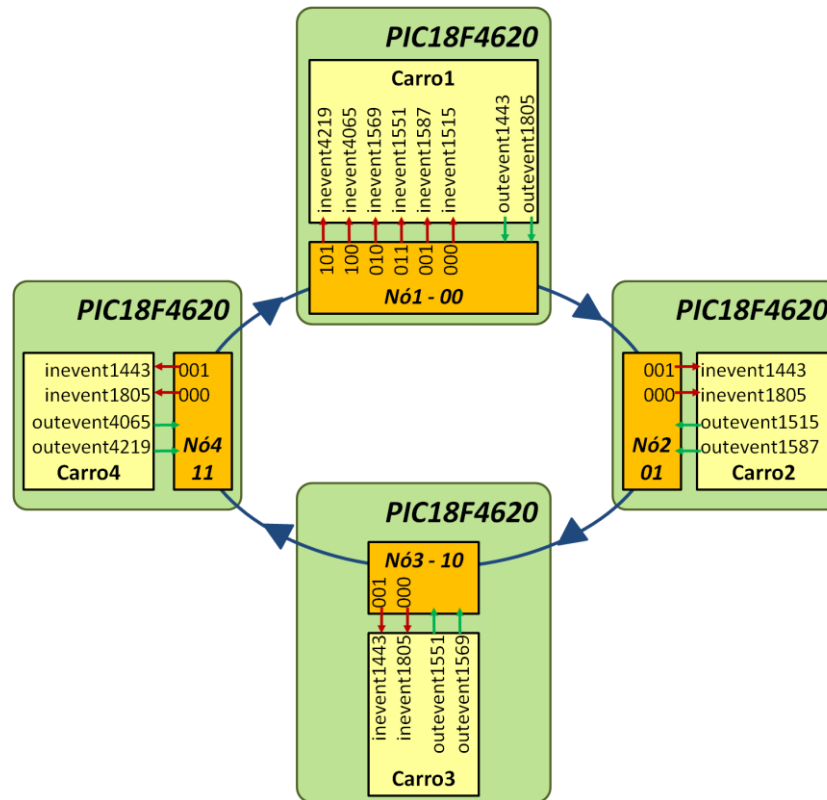 PIC18F4620
Carro1
inevent4219
inevent4065
inevent1569
inevent1551
inevent1587
inevent1515
outevent1443
outevent1805
101
100
010
011
001
000
Nó1 - 00
PIC18F4620
inevent1443
inevent1805
outevent4065
outevent4219
Carro4
001
000
Nó4
11
PIC18F4620
001
000
Nó2
01
inevent1443
inevent1805
outevent1515
outevent1587
Carro2
PIC18F4620
Nó3 - 10
001
000
inevent1443
inevent1805
outevent1551
outevent1569
Carro3